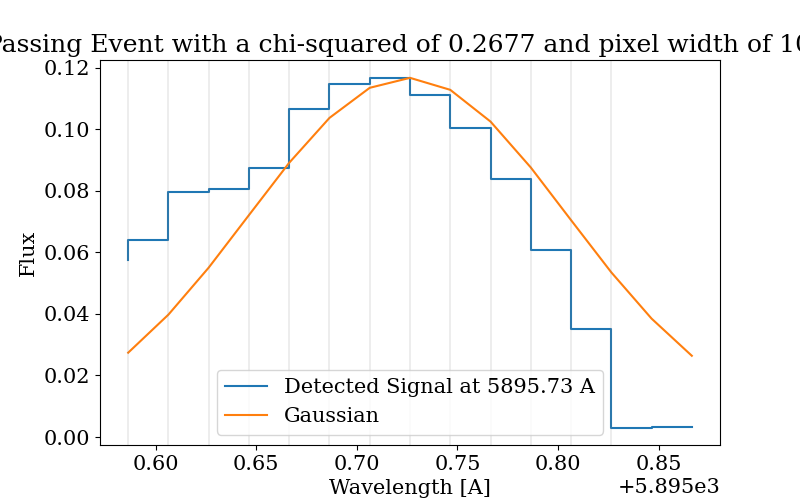 Passing Event with a chi-squared of 0.2677 and pixel width of 10
0.12
0.10
0.08
0.06
0.04
0.02
0.00
Flux
Detected Signal at 5895.73 A
Gaussian
0.60 0.65 0.70 0.75 0.80 0.85
Wavelength [A]
+5.895e3